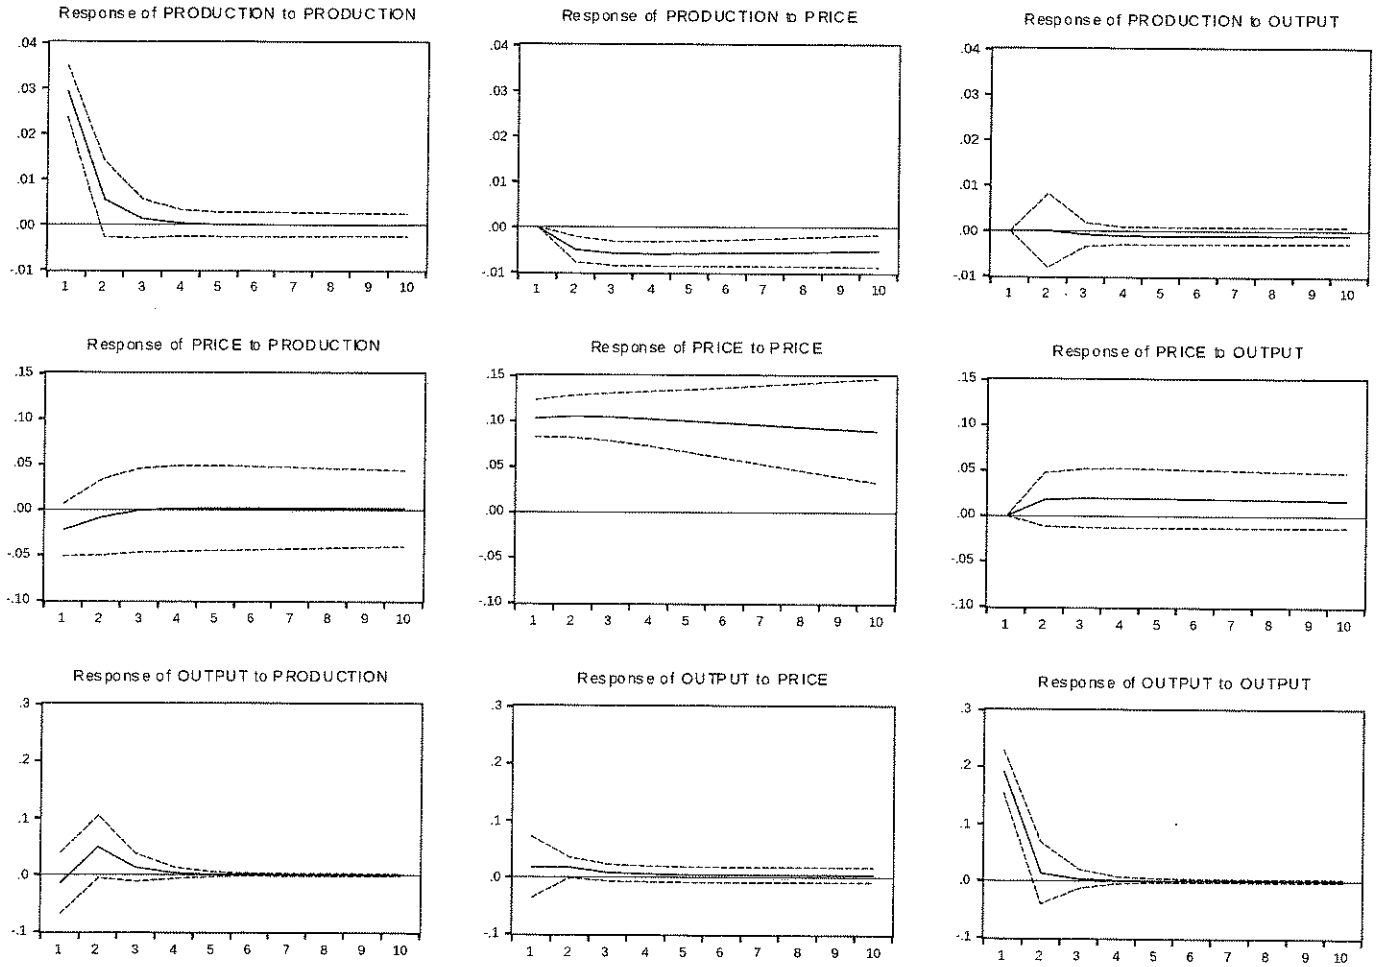 Response of PRODUCTION to PRODUCTION
.04
.03
.02
.01
.00
-.01
1 2 3 4 5 6 7 8 9 10
Response of PRODUCTION to PRICE
.04
.03
.02
.01
.00
-.01
1 2 3 4 5 6 7 8 9 10
Response of PRODUCTION to OUTPUT
.04
.03
.02
.01
.00
-.01
1 2 3 4 5 6 7 8 9 10
Response of PRICE to PRODUCTION
.15
.10
.05
.00
-.05
-.10
1 2 3 4 5 6 7 8 9 10
Response of PRICE to PRICE
.15
.10
.05
.00
-.05
-.10
1 2 3 4 5 6 7 8 9 10
Response of PRICE to OUTPUT
.15
.10
.05
.00
-.05
-.10
1 2 3 4 5 6 7 8 9 10
Response of OUTPUT to PRODUCTION
.3
.2
.1
.0
-.1
1 2 3 4 5 6 7 8 9 10
Response of OUTPUT to PRICE
.3
.2
.1
.0
-.1
1 2 3 4 5 6 7 8 9 10
Response of OUTPUT to OUTPUT
.3
.2
.1
.0
-.1
1 2 3 4 5 6 7 8 9 10